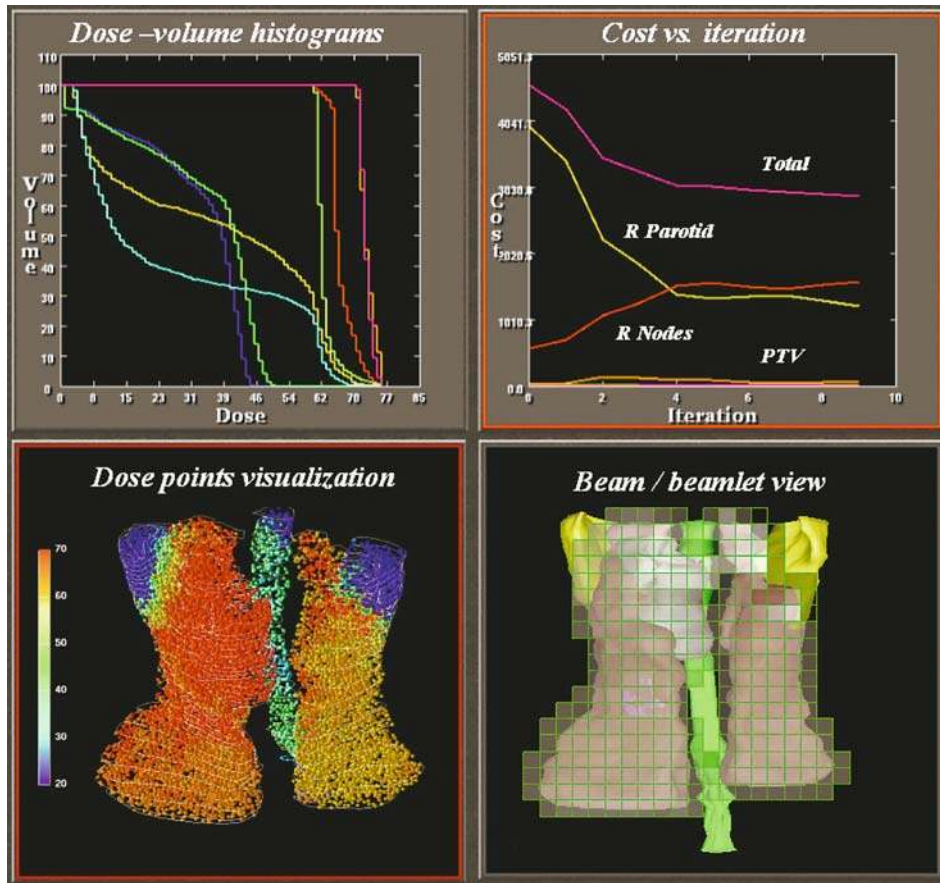 Dose –volume histograms
110
100
90
80
70
60
50
40
30
20
10
0
Volume
0 8 15 23 31 39 46 54 62 70 77 85
Dose
Cost vs. iteration
5051.3
4041.
3030.8
2020.5
1010.3
0.0
Cost
Total
R Parotid
R Nodes
PTV
0 2 4 6 8 10
Iteration
Dose points visualization
70
60
50
40
30
20
Beam / beamlet view